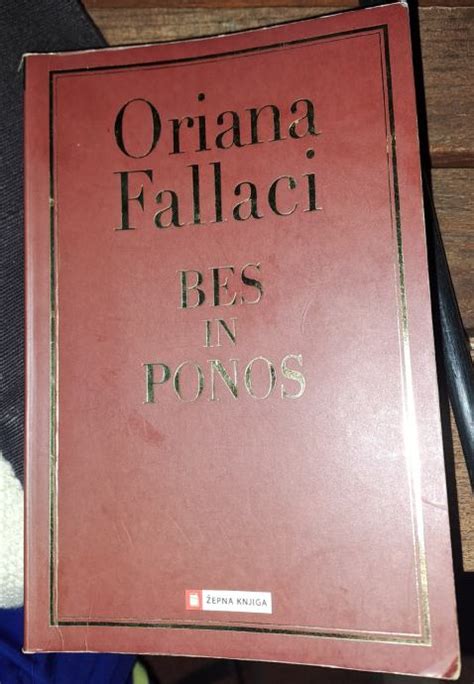 Oriana
Fallaci
BES
IN
PONOS
ŽEPNA KNJIGA